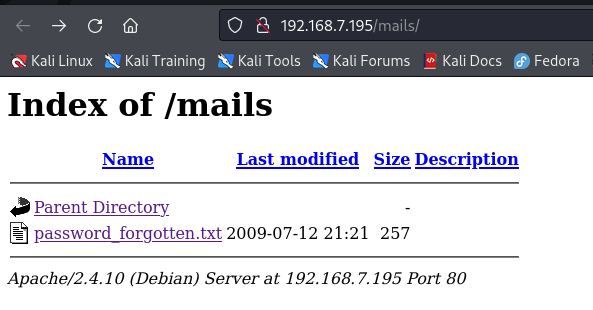 192.168.7.195/mails/
Kali Linux Kali Training Kali Tools Kali Forums Kali Docs Fedora
Index of /mails
Name Last modified Size Description
Parent Directory -
password_forgotten.txt 2009-07-12 21:21 257
Apache/2.4.10 (Debian) Server at 192.168.7.195 Port 80